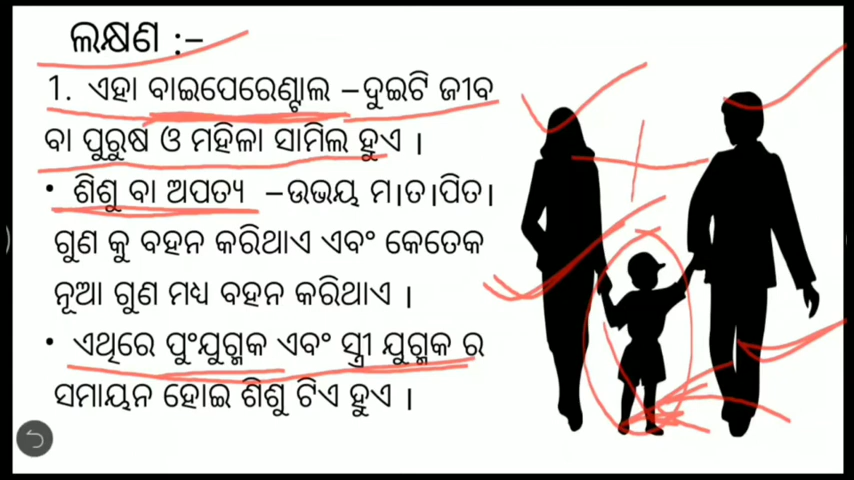 ଲକ୍ଷଣ :–
1. ଏହା ବାଇପେରେଣ୍ଟାଲ –ଦୁଇଟି ଜୀବ
ବା ପୁରୁଷ ଓ ମହିଳା ସାମିଲ ହୁଏ ।
• ଶିଶୁ ବା ଅପତ୍ୟ –ଉଭୟ ମ।ତ।ପିତ।
ଗୁଣ କୁ ବହନ କରିଥାଏ ଏବଂ କେତେକ
ନୂଆ ଗୁଣ ମଧ୍ୟ ବହନ କରିଥାଏ ।
• ଏଥିରେ ପୁଂଯୁଗ୍ମକ ଏବଂ ସ୍ତ୍ରୀ ଯୁଗ୍ମକ ର
ସମାୟନ ହୋଇ ଶିଶୁ ଟିଏ ହୁଏ ।